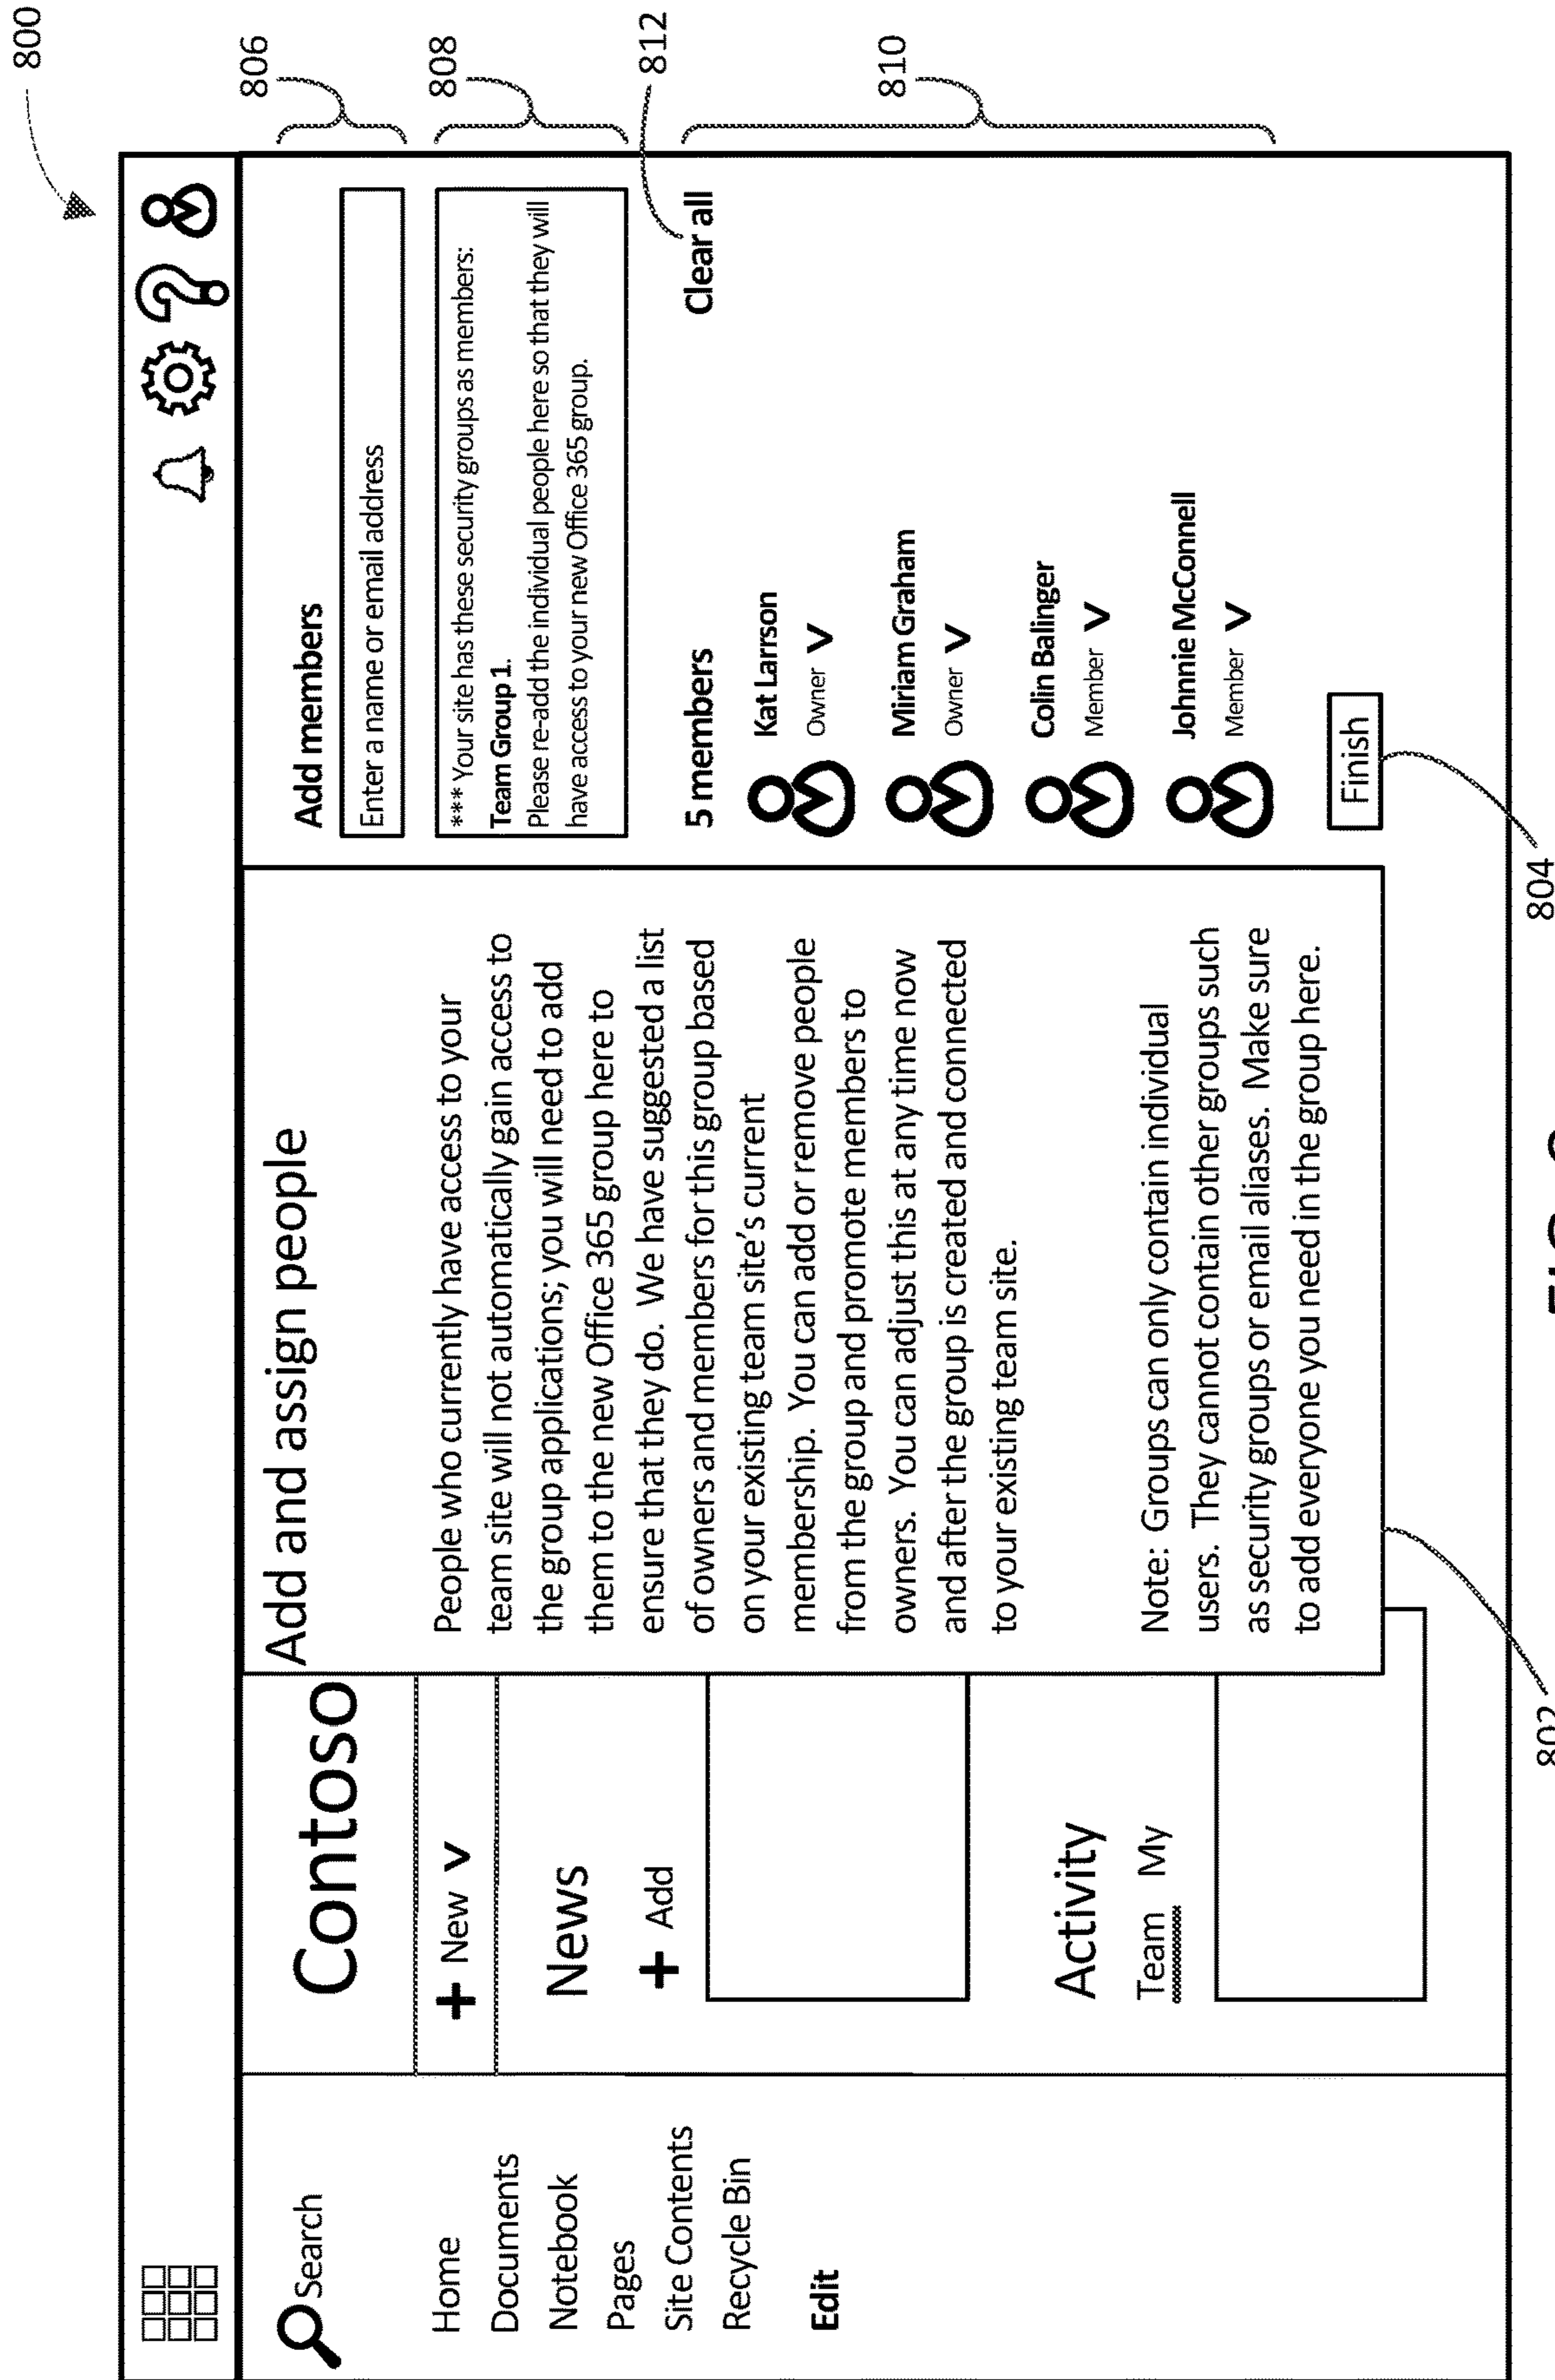 800
Search
Home
Documents
Notebook
Pages
Site Contents
Recycle Bin
Edit
Contoso
+ New V
News
+ Add
Activity
Team My
Add and assign people
People who currently have access to your
team site will not automatically gain access to
the group applications; you will need to add
them to the new Office 365 group here to
ensure that they do. We have suggested a list
of owners and members for this group based
on your existing team site's current
membership. You can add or remove people
from the group and promote members to
owners. You can adjust this at any time now
and after the group is created and connected
to your existing team site.
Note: Groups can only contain individual
users. They cannot contain other groups such
as security groups or email aliases. Make sure
to add everyone you need in the group here.
Add members
Enter a name or email address
*** Your site has these security groups as members:
Team Group 1.
Please re-add the individual people here so that they will
have access to your new Office 365 group.
5 members Clear all
Kat Larrson
Owner V
Miriam Graham
Owner V
Colin Balinger
Member V
Johnnie McConnell
Member V
Finish
806
808
812
810
804
802